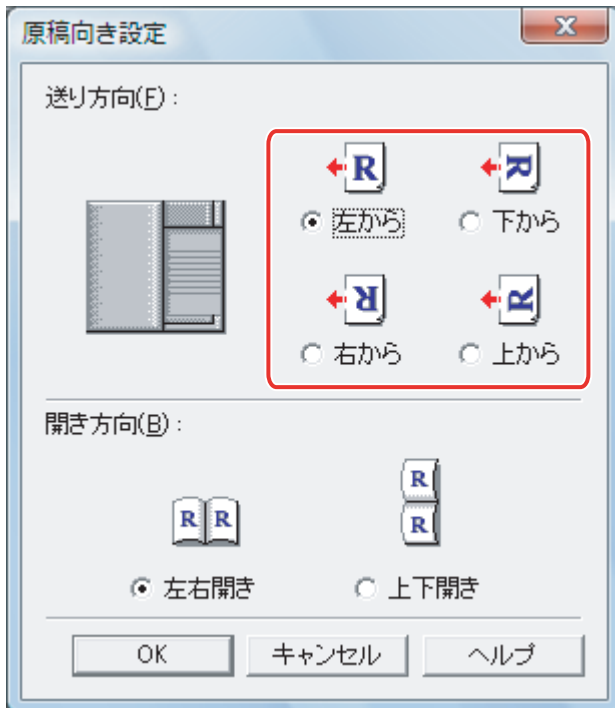 原稿向き設定
送り方向(F):
R R
左から 下から
R R
右から 上から
開き方向(B):
R R R
R
左右開き 上下開き
OK キャンセル ヘルプ